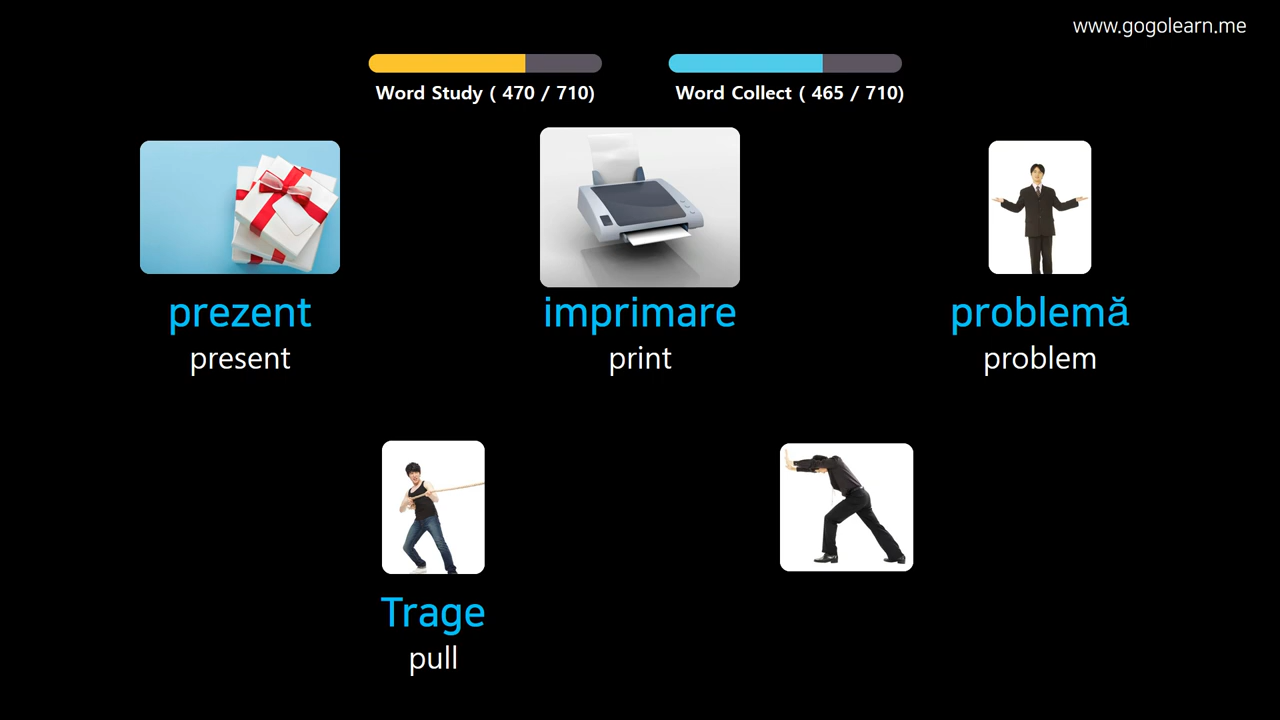 www.gogolearn.me
Word Study ( 470 / 710)
Word Collect ( 465 / 710)
prezent
present
imprimare
print
problemă
problem
Trage
pull